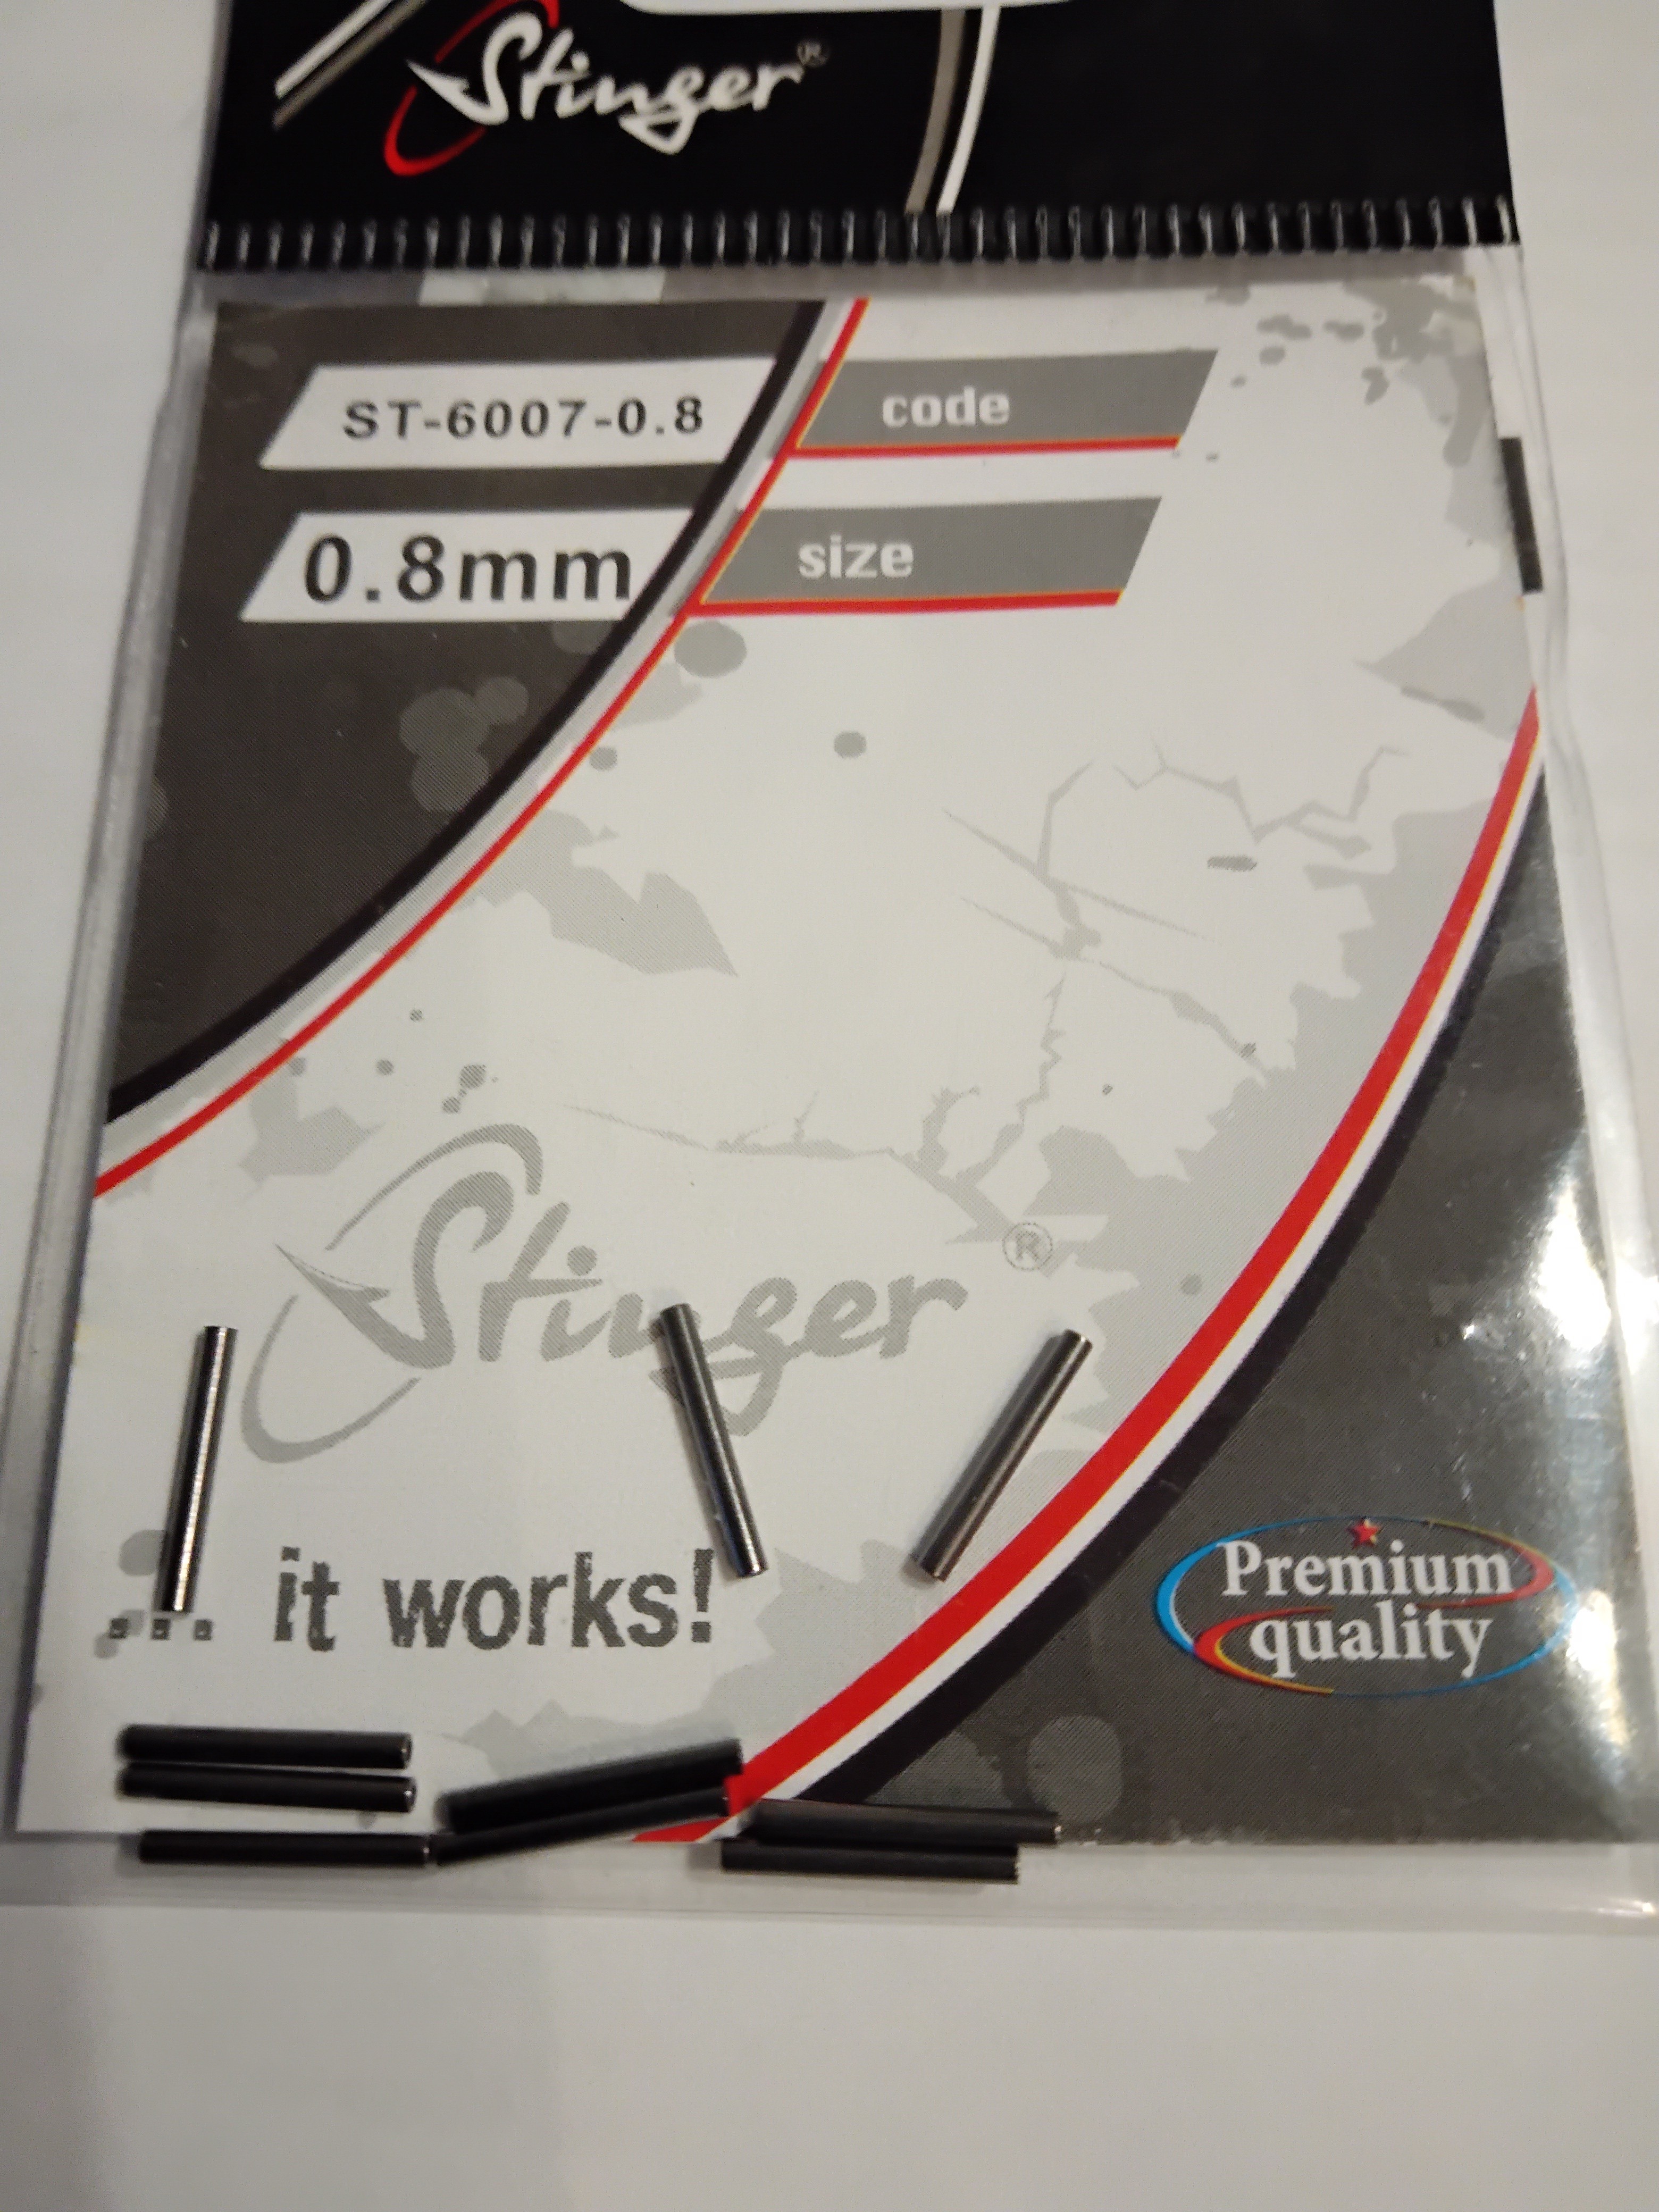 Stinger®
ST-6007-0.8 code
0.8mm size
Stinger®
... it works!
Premium
quality